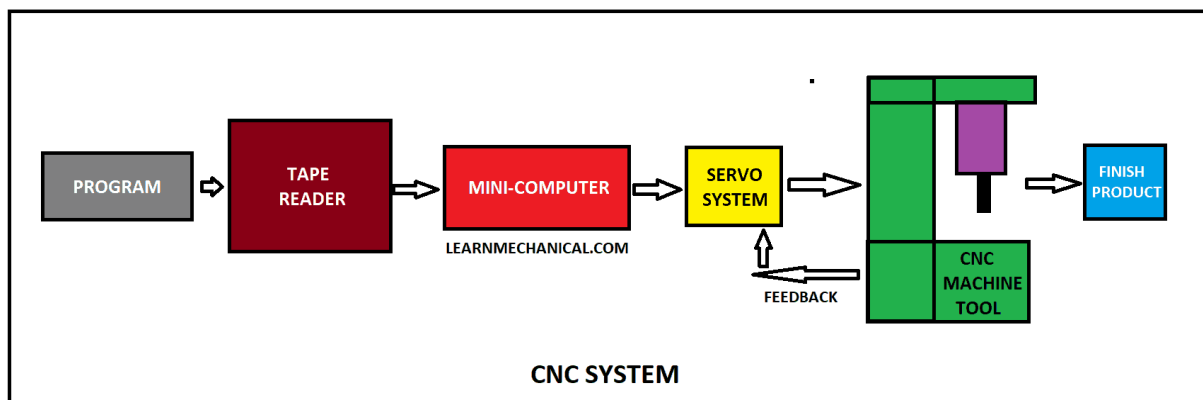 PROGRAM
TAPE
READER
MINI-COMPUTER
LEARNMECHANICAL.COM
SERVO
SYSTEM
FEEDBACK
CNC
MACHINE
TOOL
FINISH
PRODUCT
CNC SYSTEM